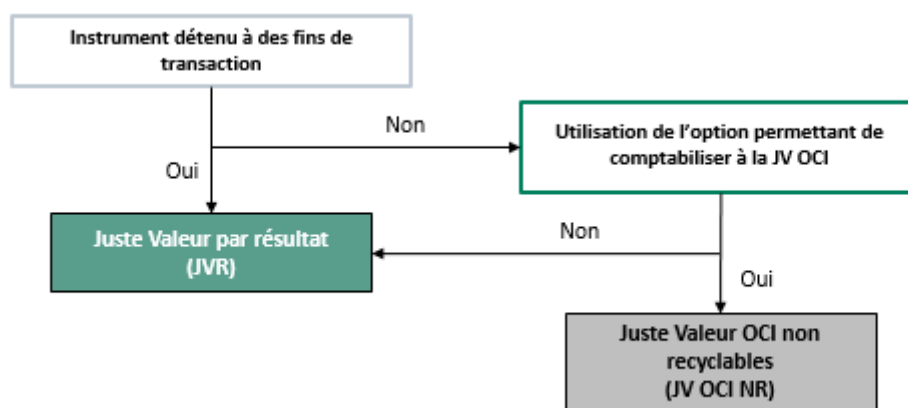 Instrument détenu à des fins de
transaction
Non
Utilisation de l'option permettant de
comptabiliser à la JV OCI
Oui
Juste Valeur par résultat
(JVR)
Non
Oui
Juste Valeur OCI non
recyclables
(JV OCI NR)